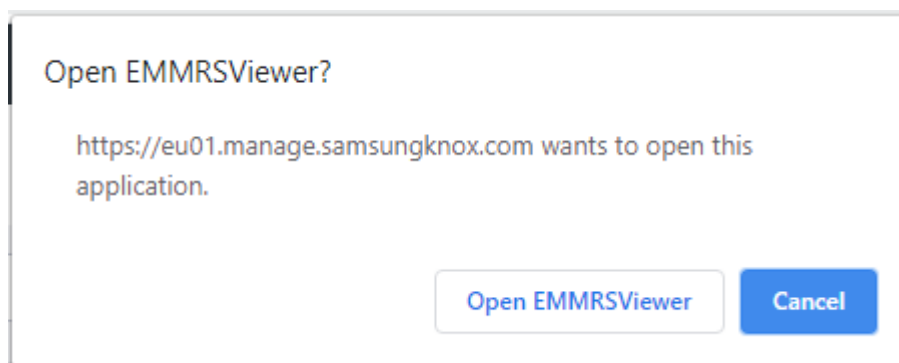 Open EMMRSViewer?
https://eu01.manage.samsungknox.com wants to open this
application.
Open EMMRSViewer
Cancel